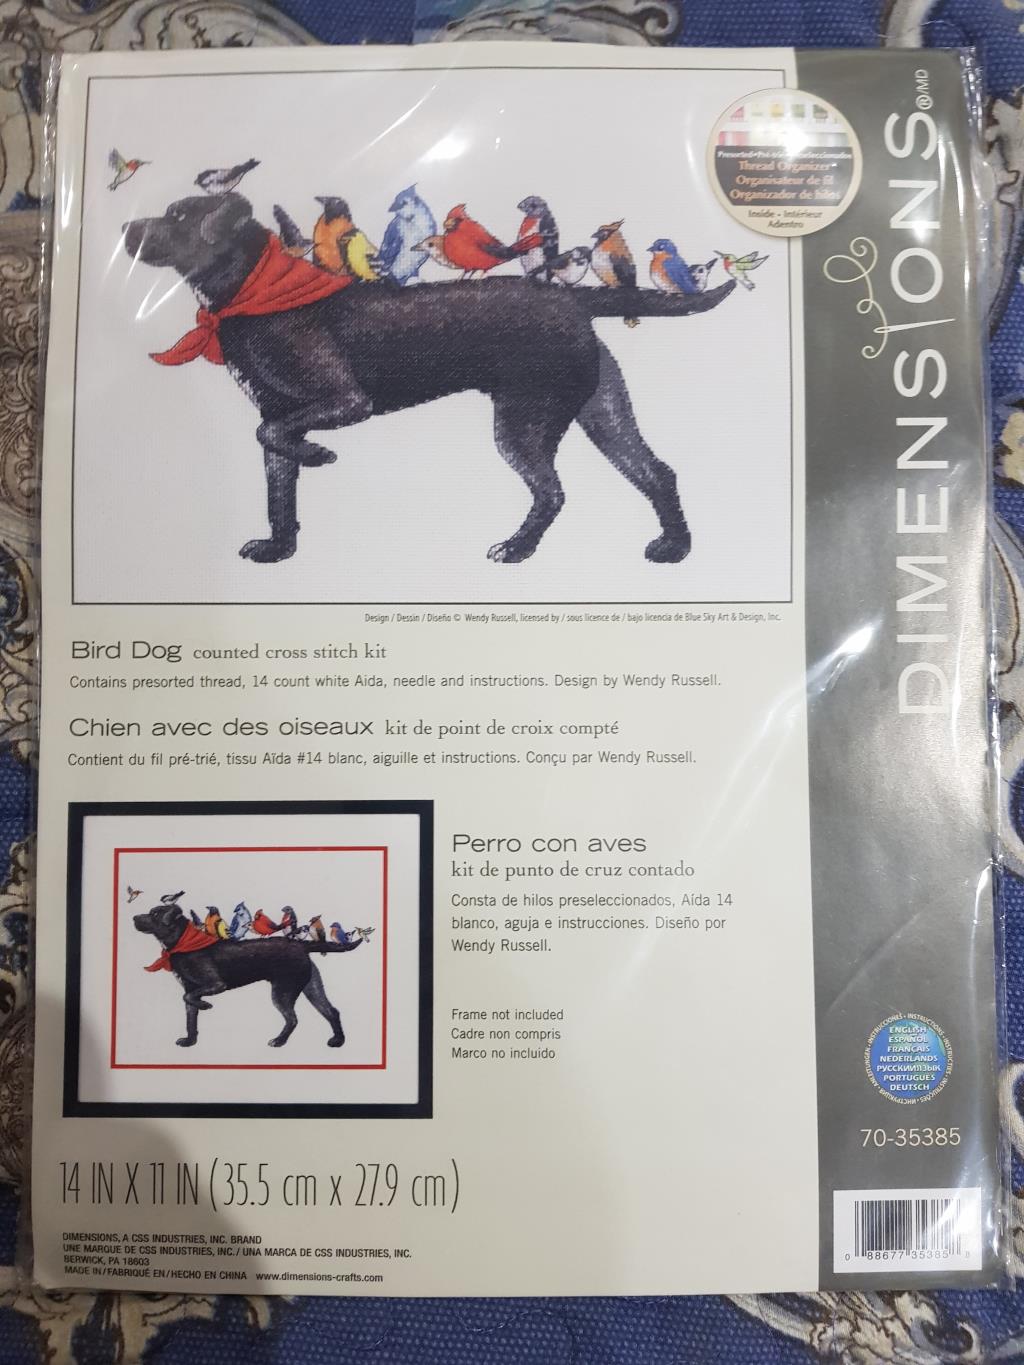 Presorted • Pré-trié • Preseleccionados
Thread Organizer
Organisateur de fil
Organizador de hilos
Inside • Intérieur
Adentro
DIMENSIONS®/MD
Design / Dessin / Diseño © Wendy Russell, licensed by / sous licence de / bajo licencia de Blue Sky Art & Design, Inc.
Bird Dog counted cross stitch kit
Contains presorted thread, 14 count white Aida, needle and instructions. Design by Wendy Russell.
Chien avec des oiseaux kit de point de croix compté
Contient du fil pré-trié, tissu Aïda #14 blanc, aiguille et instructions. Conçu par Wendy Russell.
Perro con aves
kit de punto de cruz contado
Consta de hilos preseleccionados, Aída 14
blanco, aguja e instrucciones. Diseño por
Wendy Russell.
Frame not included
Cadre non compris
Marco no incluido
ENGLISH
ESPAÑOL
FRANÇAIS
NEDERLANDS
РУССКИЙ ЯЗЫК
PORTUGUES
DEUTSCH
70-35385
14 IN X 11 IN (35.5 cm x 27.9 cm)
DIMENSIONS, A CSS INDUSTRIES, INC. BRAND
UNE MARQUE DE CSS INDUSTRIES, INC. / UNA MARCA DE CSS INDUSTRIES, INC.
BERWICK, PA 18603
MADE IN / FABRIQUÉ EN / HECHO EN CHINA www.dimensions-crafts.com
0 88677 35385 8